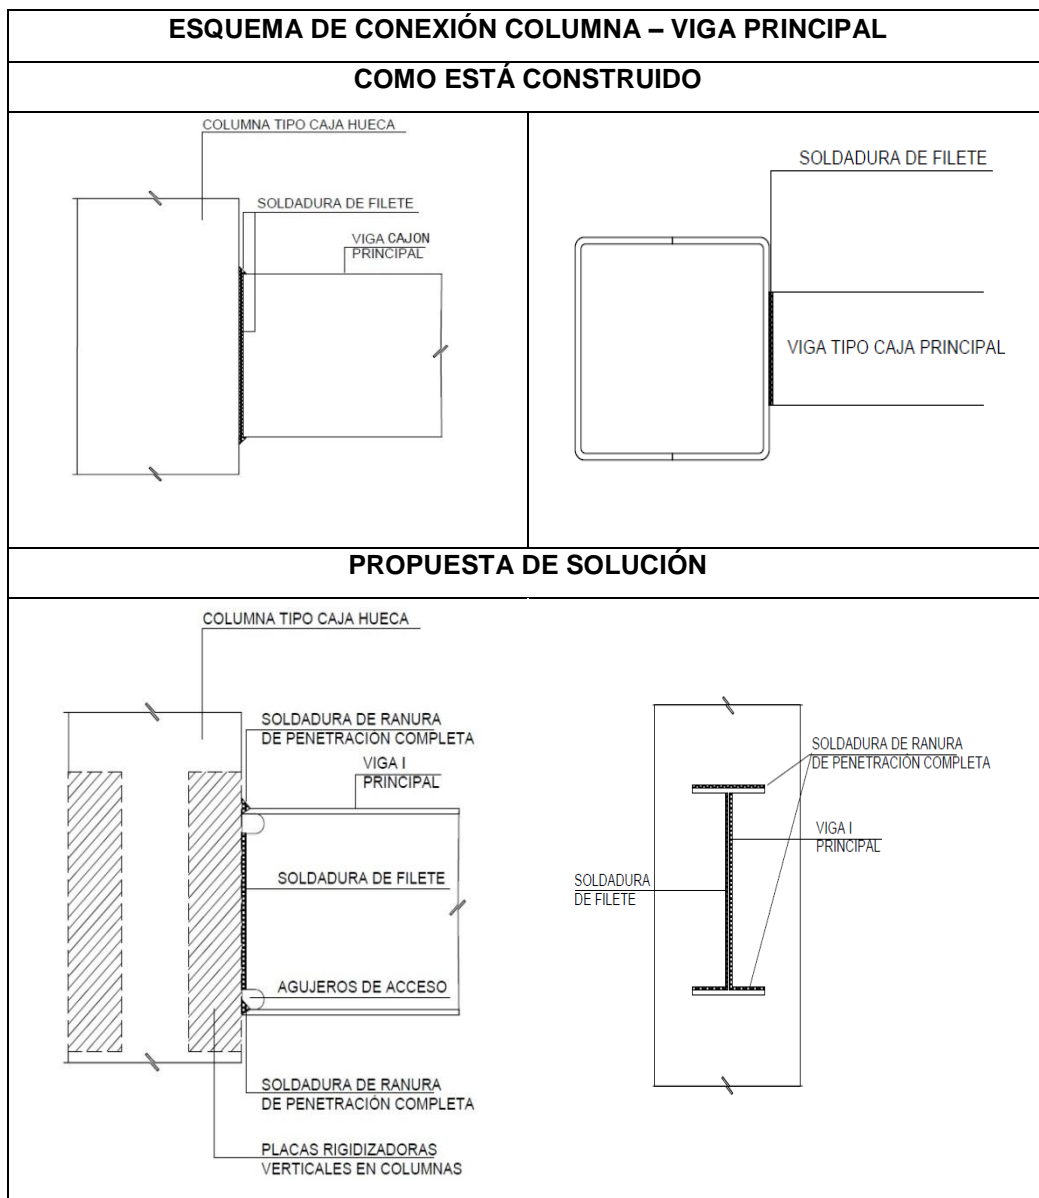 ESQUEMA DE CONEXIÓN COLUMNA – VIGA PRINCIPAL
COMO ESTÁ CONSTRUIDO
COLUMNA TIPO CAJA HUECA
SOLDADURA DE FILETE
VIGA CAJON
PRINCIPAL
SOLDADURA DE FILETE
VIGA TIPO CAJA PRINCIPAL
PROPUESTA DE SOLUCIÓN
COLUMNA TIPO CAJA HUECA
SOLDADURA DE RANURA
DE PENETRACIÓN COMPLETA
VIGA I
PRINCIPAL
SOLDADURA DE FILETE
AGUJEROS DE ACCESO
SOLDADURA DE RANURA
DE PENETRACIÓN COMPLETA
PLACAS RIGIDIZADORAS
VERTICALES EN COLUMNAS
SOLDADURA DE RANURA
DE PENETRACIÓN COMPLETA
VIGA I
PRINCIPAL
SOLDADURA
DE FILETE